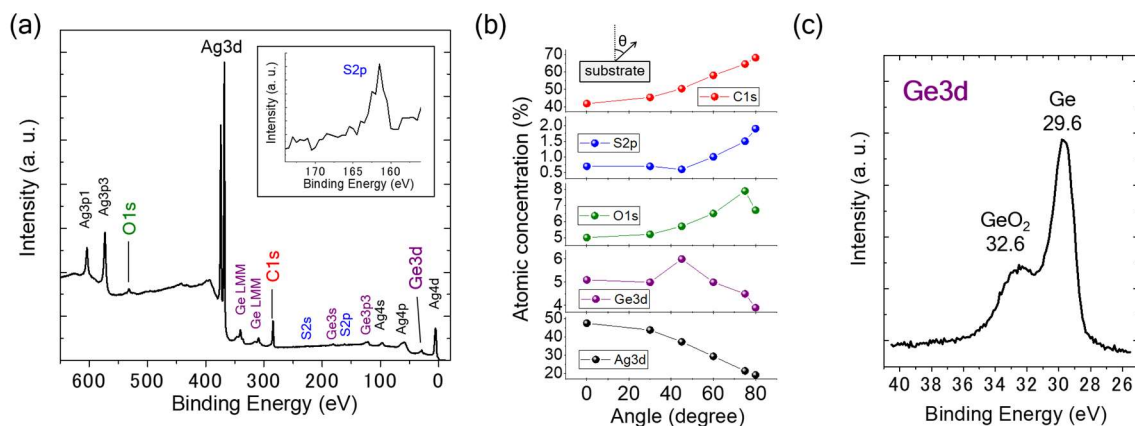 (a)
Intensity (a. u.)
Ag3p1
Ag3p3
O1s
Ag3d
Ge LMM
Ge LMM
C1s
S2s
Ge3s
S2p
Ge3p3
Ag4s
Ag4p
Ge3d
Ag4d
600 500 400 300 200 100 0
Binding Energy (eV)
S2p
Intensity (a. u.)
170 165 160
Binding Energy (eV)
(b)
θ
substrate
Atomic concentration (%)
70
60
50
40
C1s
2.0
1.5
1.0
0.5
S2p
8
7
6
5
O1s
6
5
4
Ge3d
50
40
30
20
Ag3d
0 20 40 60 80
Angle (degree)
(c)
Ge3d
Ge
29.6
GeO2
32.6
Intensity (a. u.)
40 38 36 34 32 30 28 26
Binding Energy (eV)